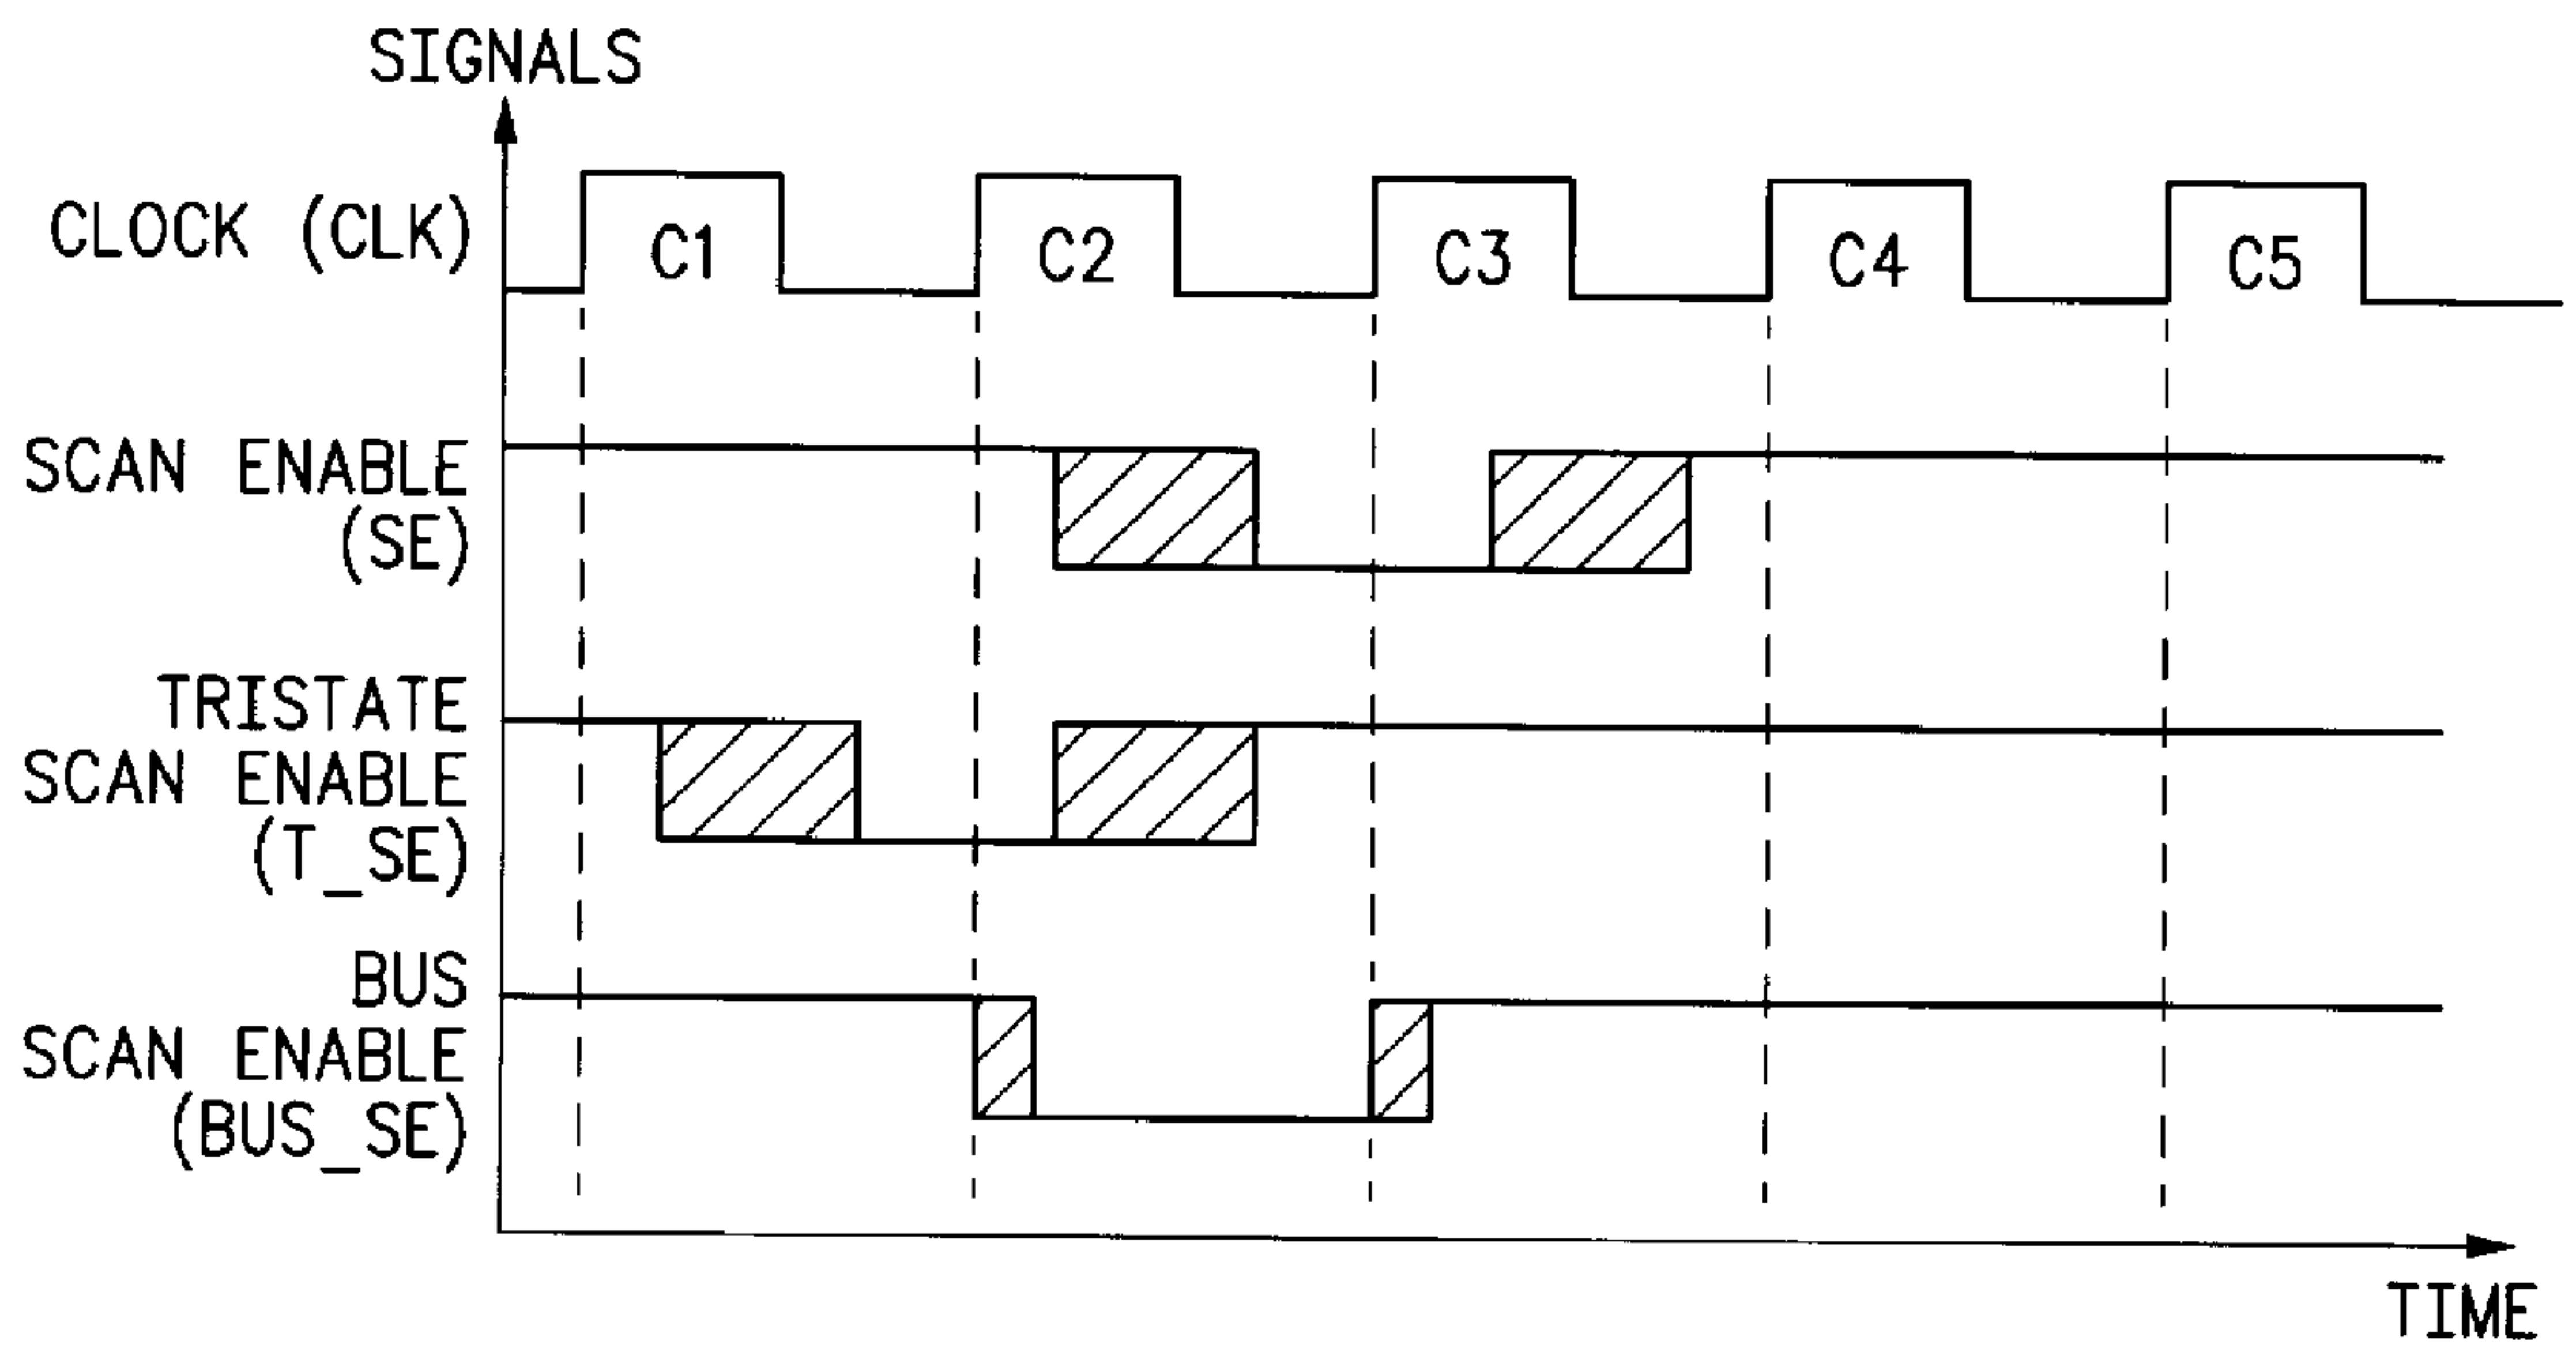 SIGNALS
CLOCK (CLK)
C1
C2
C3
C4
C5
SCAN ENABLE
(SE)
TRISTATE
SCAN ENABLE
(T_SE)
BUS
SCAN ENABLE
(BUS_SE)
TIME